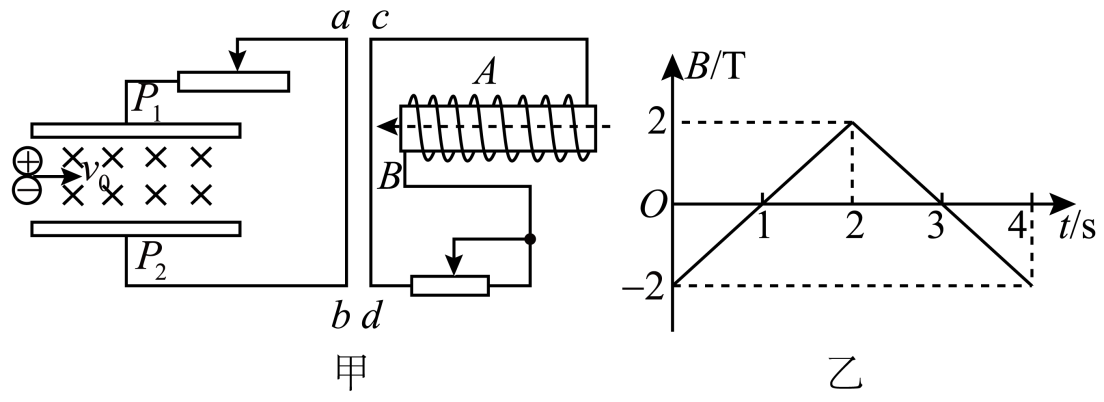 a c
A
P₁
+
v₀
−
B
P₂
b d
甲
B/T
2
O 1 2 3 4 t/s
−2
乙